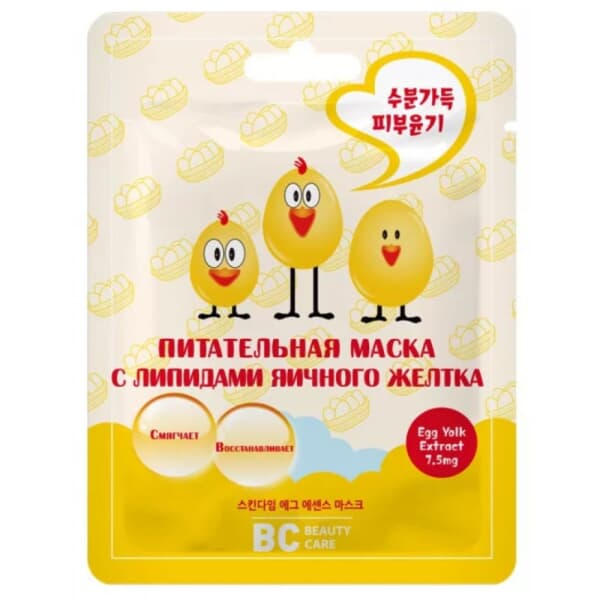 수분가득
피부윤기
ПИТАТЕЛЬНАЯ МАСКА
С ЛИПИДАМИ ЯИЧНОГО ЖЕЛТКА
Смягчает
Восстанавливает
Egg Yolk
Extract
7,5mg
스킨다임 에그 에센스 마스크
BC BEAUTY
CARE